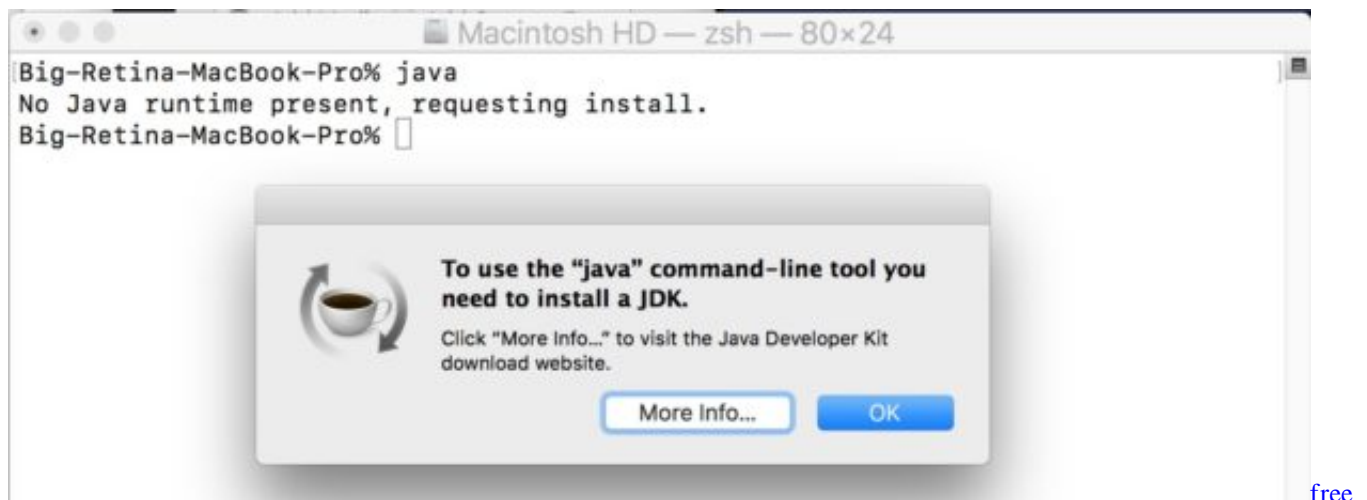 Macintosh HD — zsh — 80×24
[Big-Retina-MacBook-Pro% java ]
No Java runtime present, requesting install.
Big-Retina-MacBook-Pro%
To use the “java” command-line tool you
need to install a JDK.
Click “More Info...” to visit the Java Developer Kit
download website.
More Info...
OK
free